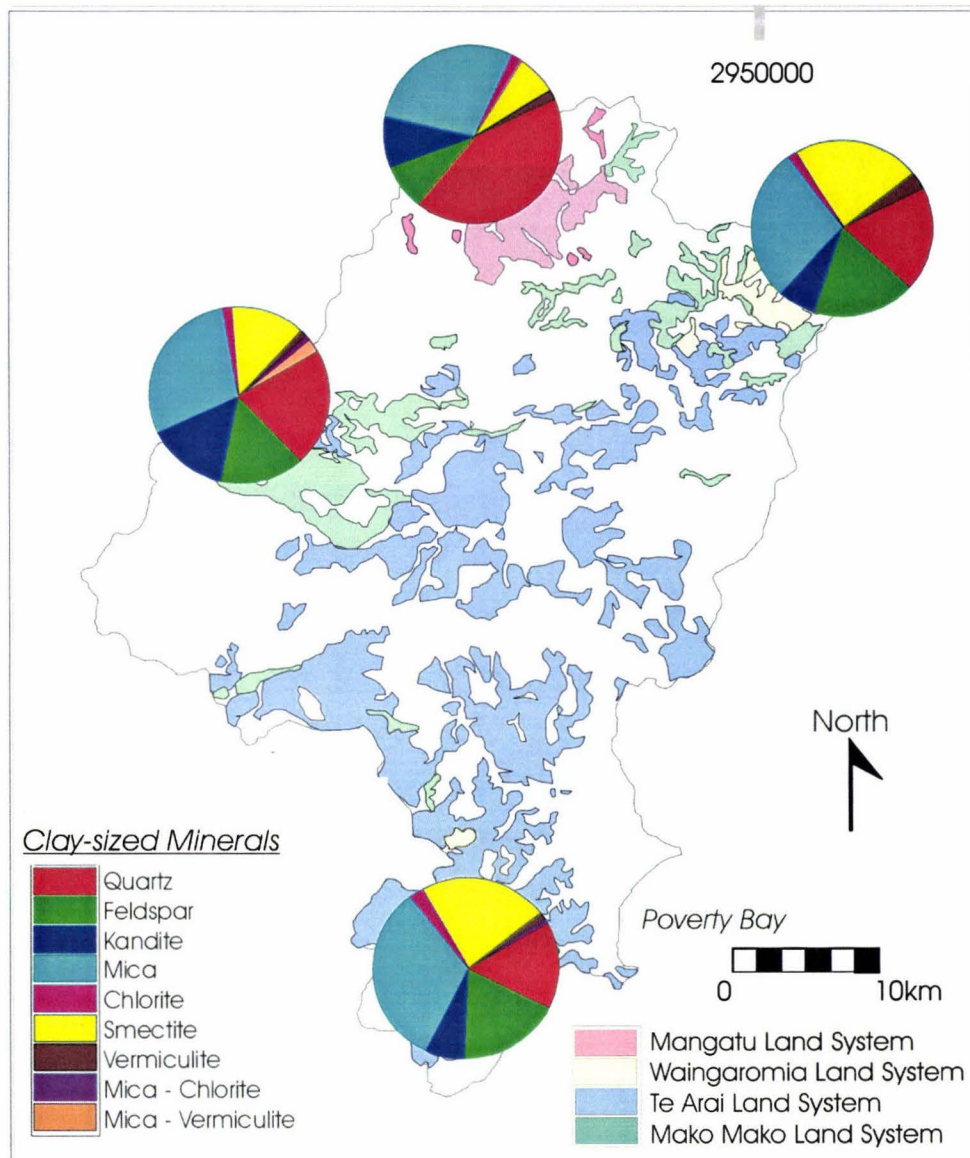 2950000
North
Clay-sized Minerals
Quartz
Feldspar
Kandite
Mica
Chlorite
Smectite
Vermiculite
Mica - Chlorite
Mica - Vermiculite
Poverty Bay
0 10km
Mangatu Land System
Waingaromia Land System
Te Arai Land System
Mako Mako Land System